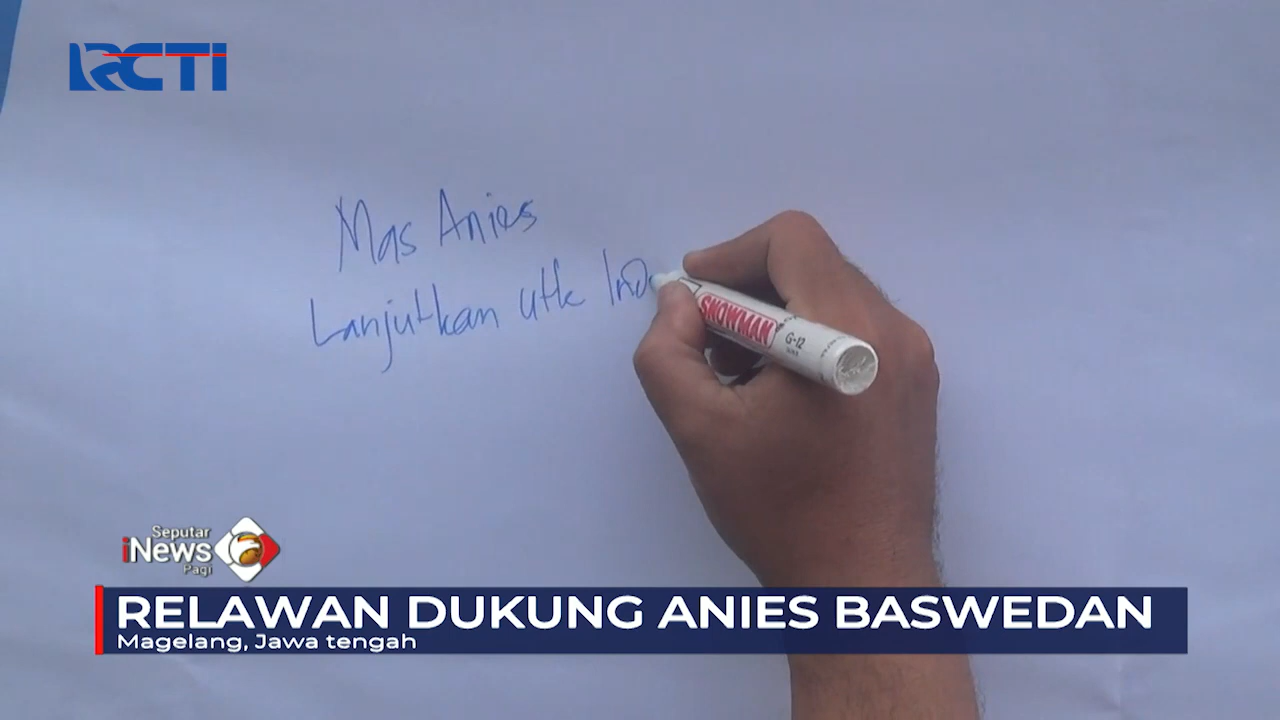 RCTI
Mas Anies
Lanjutkan utk Indo
SNOWMAN
G-12
Seputar
iNews
Pagi
RELAWAN DUKUNG ANIES BASWEDAN
Magelang, Jawa tengah